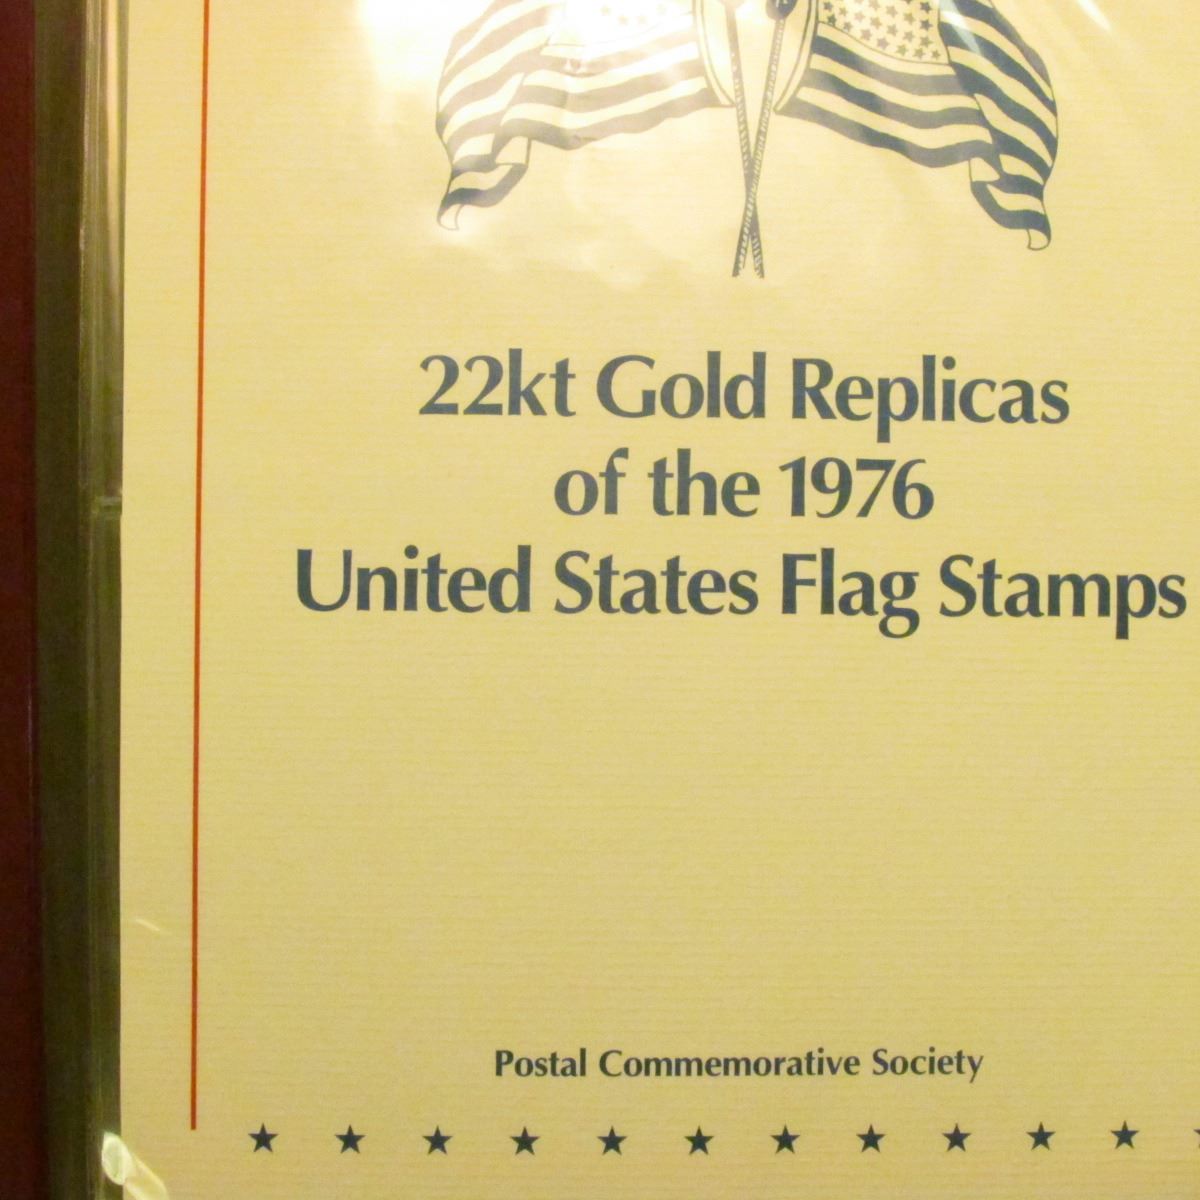 22kt Gold Replicas
of the 1976
United States Flag Stamps
Postal Commemorative Society